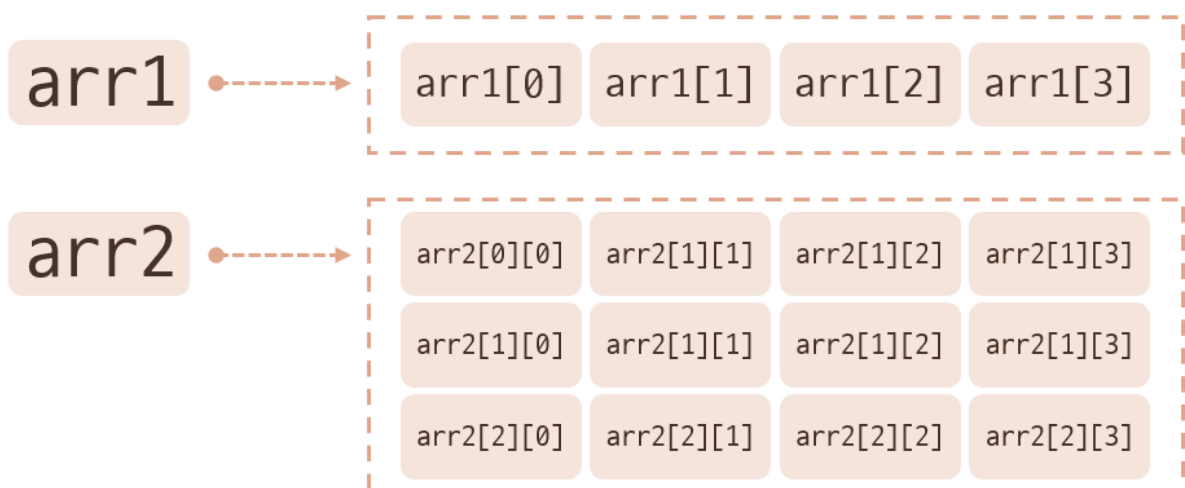 arr1 arr1[0] arr1[1] arr1[2] arr1[3]
arr2 arr2[0][0] arr2[1][1] arr2[1][2] arr2[1][3]
arr2[1][0] arr2[1][1] arr2[1][2] arr2[1][3]
arr2[2][0] arr2[2][1] arr2[2][2] arr2[2][3]